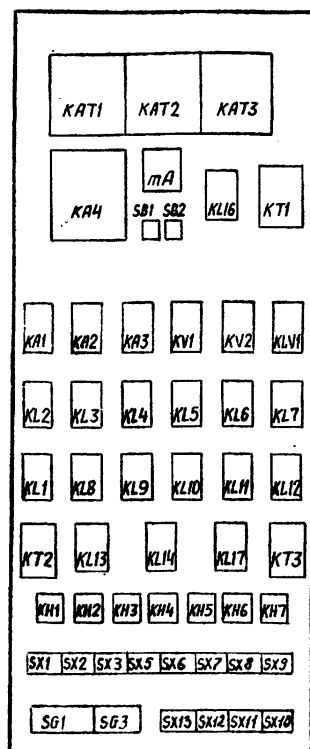 KAT1 KAT2 KAT3
mA
KA4 SB1 SB2 KL16 KT1
KA1 KA2 KA3 KV1 KV2 KLV1
KL2 KL3 KL4 KL5 KL6 KL7
KL1 KL8 KL9 KL10 KL11 KL12
KT2 KL13 KL14 KL17 KT3
KH1 KH2 KH3 KH4 KH5 KH6 KH7
SX1 SX2 SX3 SX5 SX6 SX7 SX8 SX9
SG1 SG3 SX13 SX12 SX11 SX10